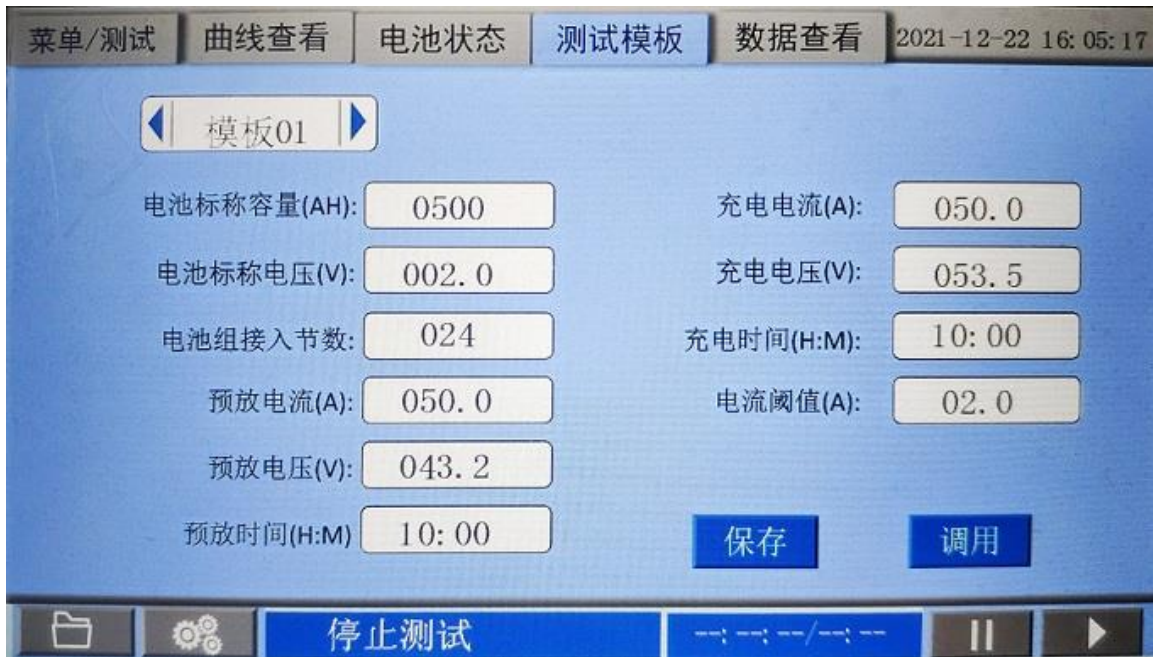 菜单/测试 曲线查看 电池状态 测试模板 数据查看 2021-12-22 16:05:17
模板01
电池标称容量(AH): 0500 充电电流(A): 050.0
电池标称电压(V): 002.0 充电电压(V): 053.5
电池组接入节数: 024 充电时间(H:M): 10:00
预放电流(A): 050.0 电流阈值(A): 02.0
预放电压(V): 043.2
预放时间(H:M) 10:00
保存 调用
停止测试 --:--:--/--:--